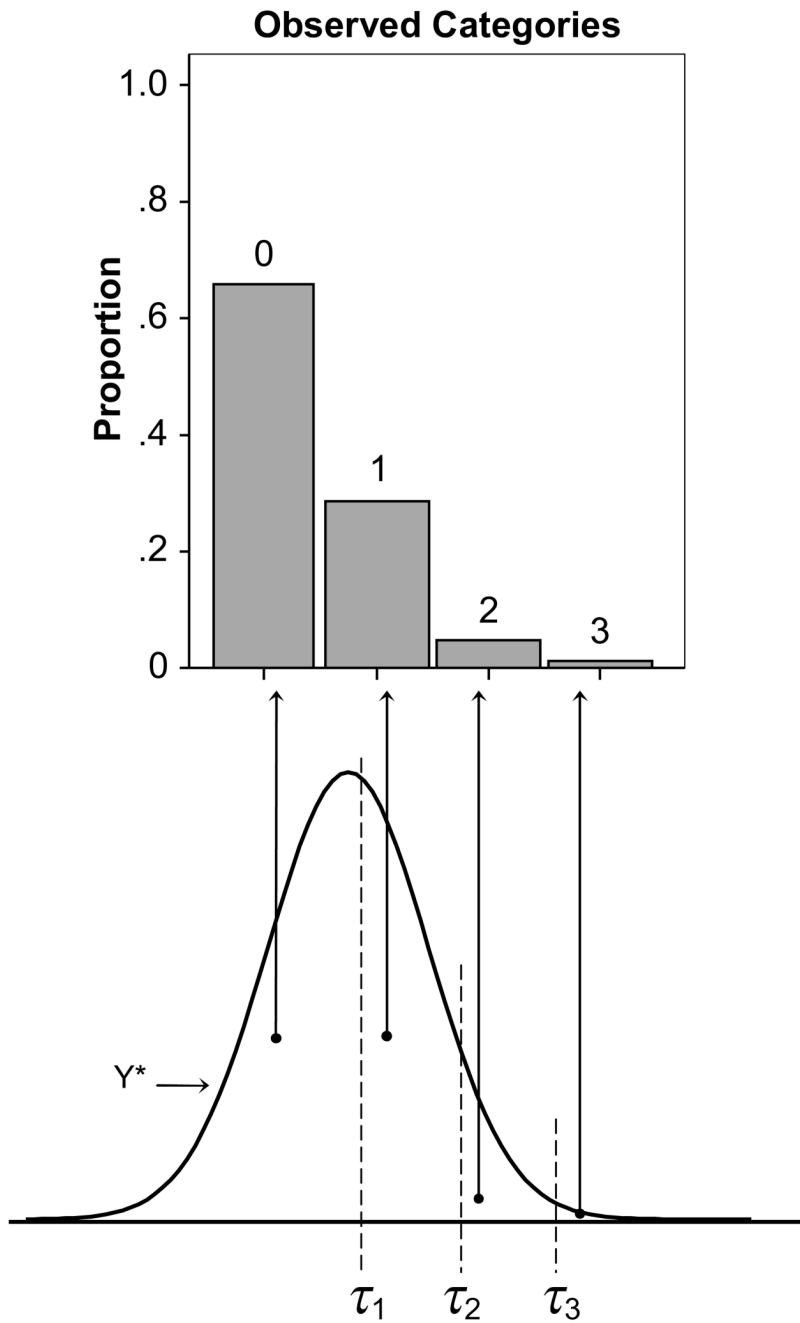 Observed Categories
1.0
.8
.6
.4
.2
0
Proportion
0
1
2
3
Y*
τ1 τ2 τ3